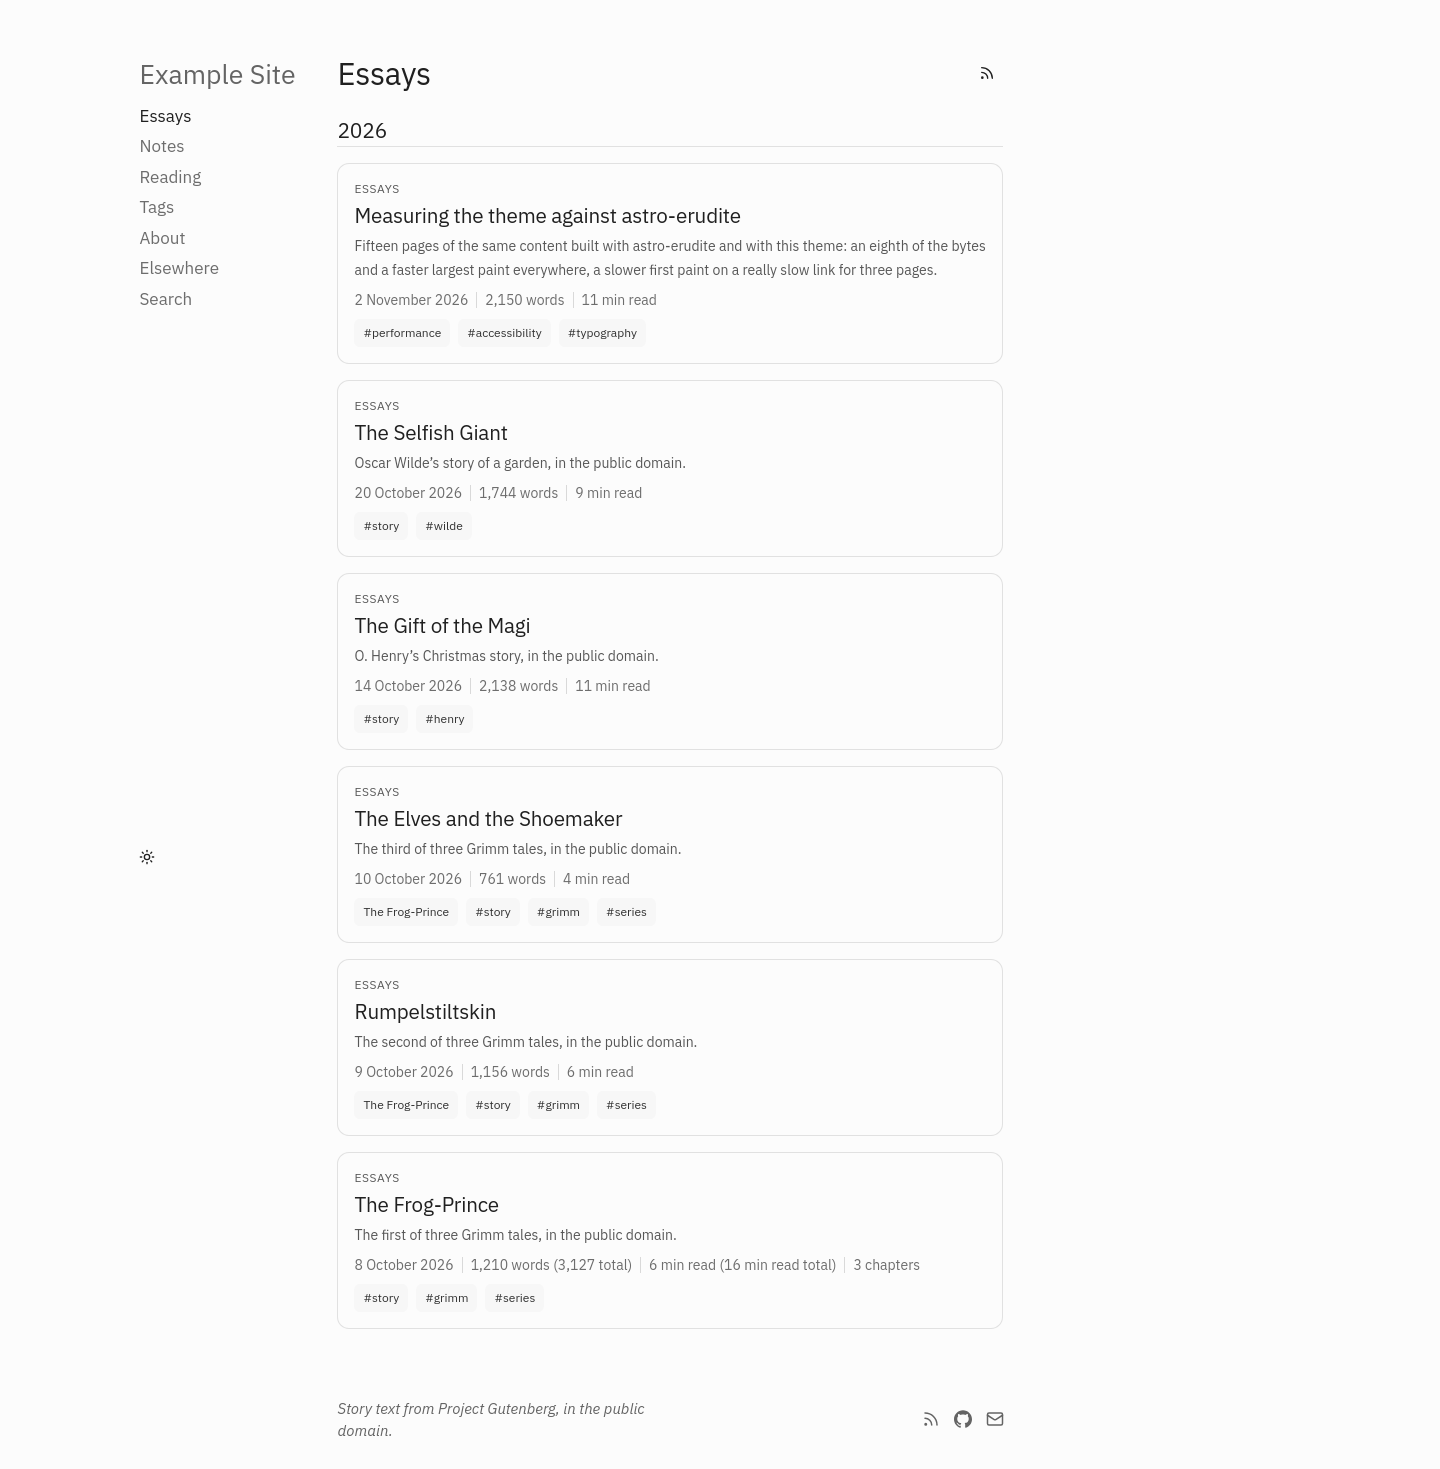 Example Site
Essays
Notes
Reading
Tags
About
Elsewhere
Search
Essays
2026
ESSAYS
Measuring the theme against astro-erudite
Fifteen pages of the same content built with astro-erudite and with this theme: an eighth of the bytes
and a faster largest paint everywhere, a slower first paint on a really slow link for three pages.
2 November 2026 2,150 words 11 min read
#performance #accessibility #typography
ESSAYS
The Selfish Giant
Oscar Wilde’s story of a garden, in the public domain.
20 October 2026 1,744 words 9 min read
#story #wilde
ESSAYS
The Gift of the Magi
O. Henry’s Christmas story, in the public domain.
14 October 2026 2,138 words 11 min read
#story #henry
ESSAYS
The Elves and the Shoemaker
The third of three Grimm tales, in the public domain.
10 October 2026 761 words 4 min read
The Frog-Prince #story #grimm #series
ESSAYS
Rumpelstiltskin
The second of three Grimm tales, in the public domain.
9 October 2026 1,156 words 6 min read
The Frog-Prince #story #grimm #series
ESSAYS
The Frog-Prince
The first of three Grimm tales, in the public domain.
8 October 2026 1,210 words (3,127 total) 6 min read (16 min read total) 3 chapters
#story #grimm #series
Story text from Project Gutenberg, in the public
domain.